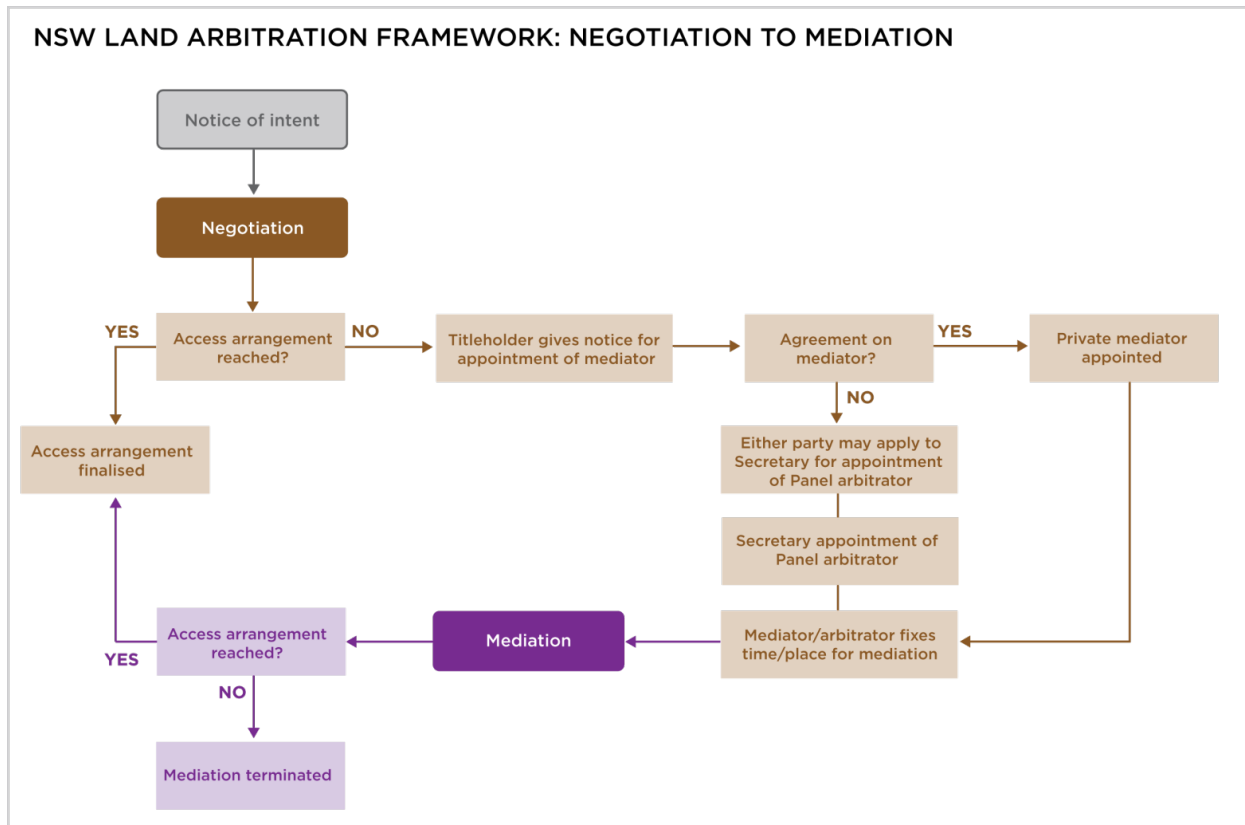 NSW LAND ARBITRATION FRAMEWORK: NEGOTIATION TO MEDIATION
Notice of intent
Negotiation
YES
Access arrangement
reached?
NO
Titleholder gives notice for
appointment of mediator
Agreement on
mediator?
YES
Private mediator
appointed
NO
Access arrangement
finalised
Either party may apply to
Secretary for appointment
of Panel arbitrator
Secretary appointment of
Panel arbitrator
Mediator/arbitrator fixes
time/place for mediation
Mediation
Access arrangement
reached?
YES
NO
Mediation terminated